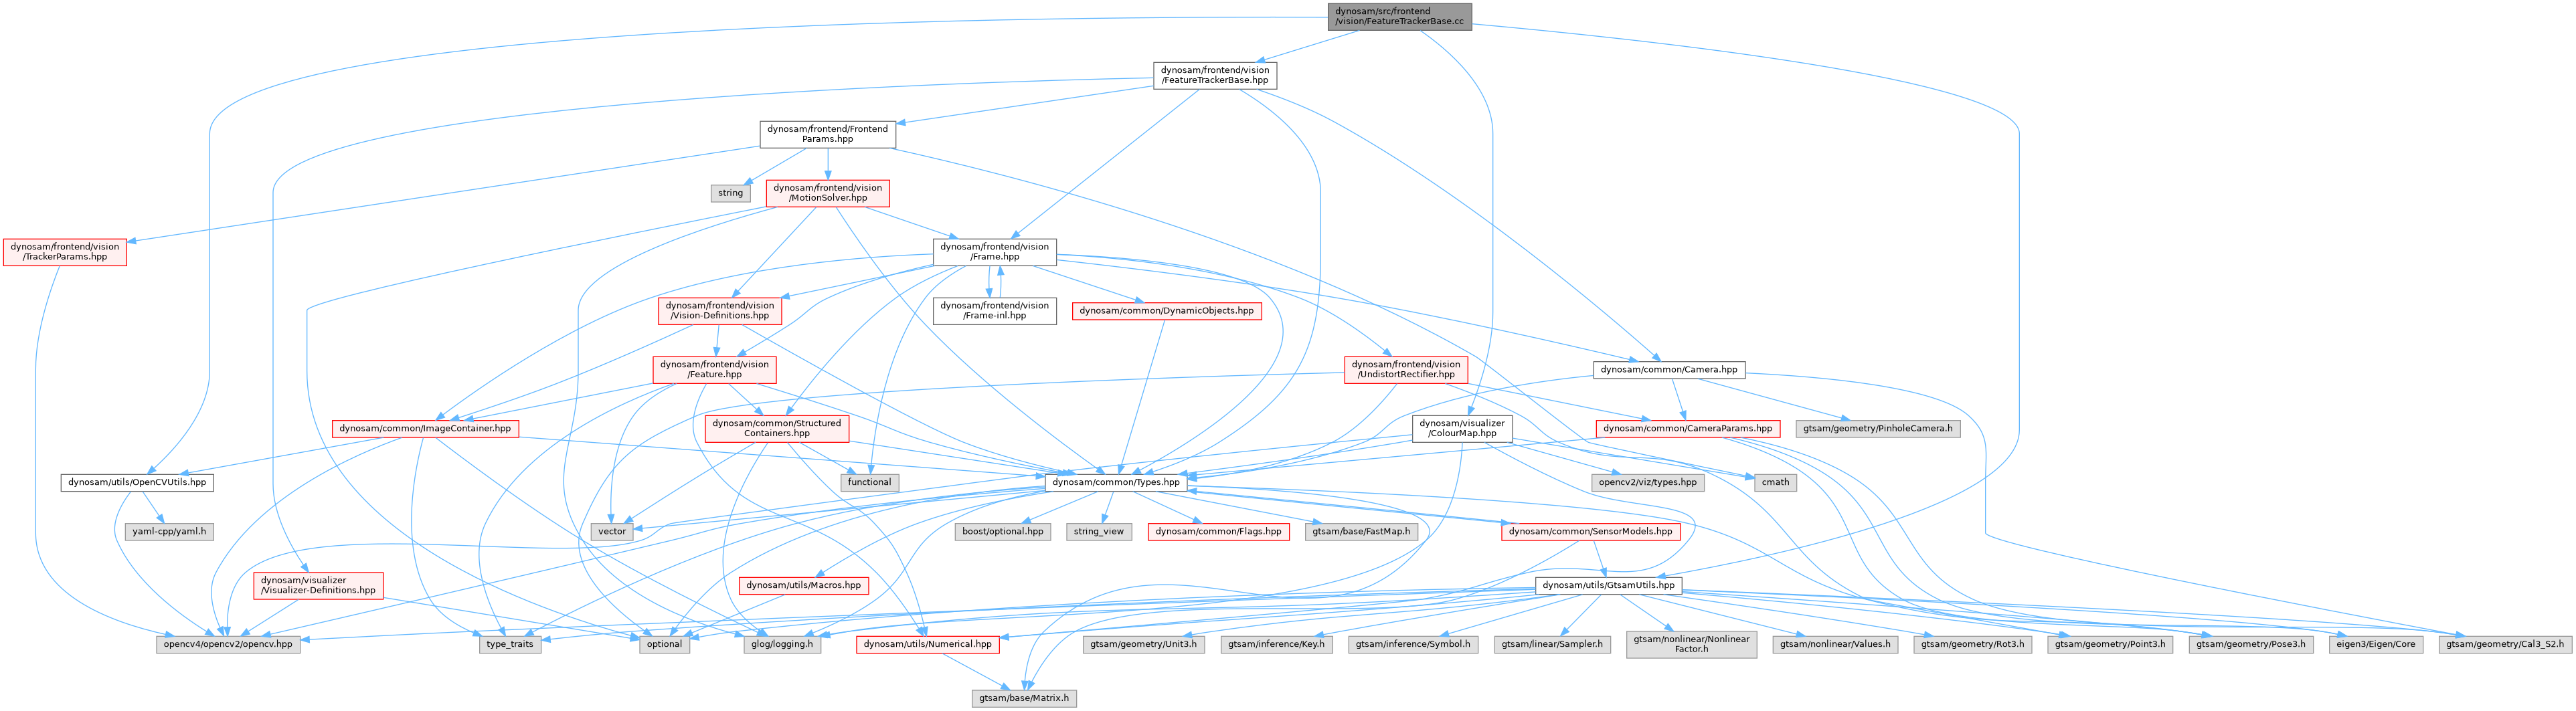 dynosam/src/frontend
/vision/FeatureTrackerBase.cc
dynosam/frontend/vision
/FeatureTrackerBase.hpp
dynosam/frontend/Frontend
Params.hpp
string
dynosam/frontend/vision
/MotionSolver.hpp
dynosam/frontend/vision
/TrackerParams.hpp
dynosam/frontend/vision
/Frame.hpp
dynosam/frontend/vision
/Vision-Definitions.hpp
dynosam/frontend/vision
/Frame-inl.hpp
dynosam/common/DynamicObjects.hpp
dynosam/frontend/vision
/Feature.hpp
dynosam/frontend/vision
/UndistortRectifier.hpp
dynosam/common/Camera.hpp
dynosam/common/ImageContainer.hpp
dynosam/common/Structured
Containers.hpp
dynosam/visualizer
/ColourMap.hpp
dynosam/common/CameraParams.hpp
gtsam/geometry/PinholeCamera.h
dynosam/utils/OpenCVUtils.hpp
functional
dynosam/common/Types.hpp
opencv2/viz/types.hpp
cmath
yaml-cpp/yaml.h
vector
boost/optional.hpp
string_view
dynosam/common/Flags.hpp
gtsam/base/FastMap.h
dynosam/common/SensorModels.hpp
dynosam/visualizer
/Visualizer-Definitions.hpp
dynosam/utils/Macros.hpp
dynosam/utils/GtsamUtils.hpp
opencv4/opencv2/opencv.hpp
type_traits
optional
glog/logging.h
dynosam/utils/Numerical.hpp
gtsam/geometry/Unit3.h
gtsam/inference/Key.h
gtsam/inference/Symbol.h
gtsam/linear/Sampler.h
gtsam/nonlinear/Nonlinear
Factor.h
gtsam/nonlinear/Values.h
gtsam/geometry/Rot3.h
gtsam/geometry/Point3.h
gtsam/geometry/Pose3.h
eigen3/Eigen/Core
gtsam/geometry/Cal3_S2.h
gtsam/base/Matrix.h